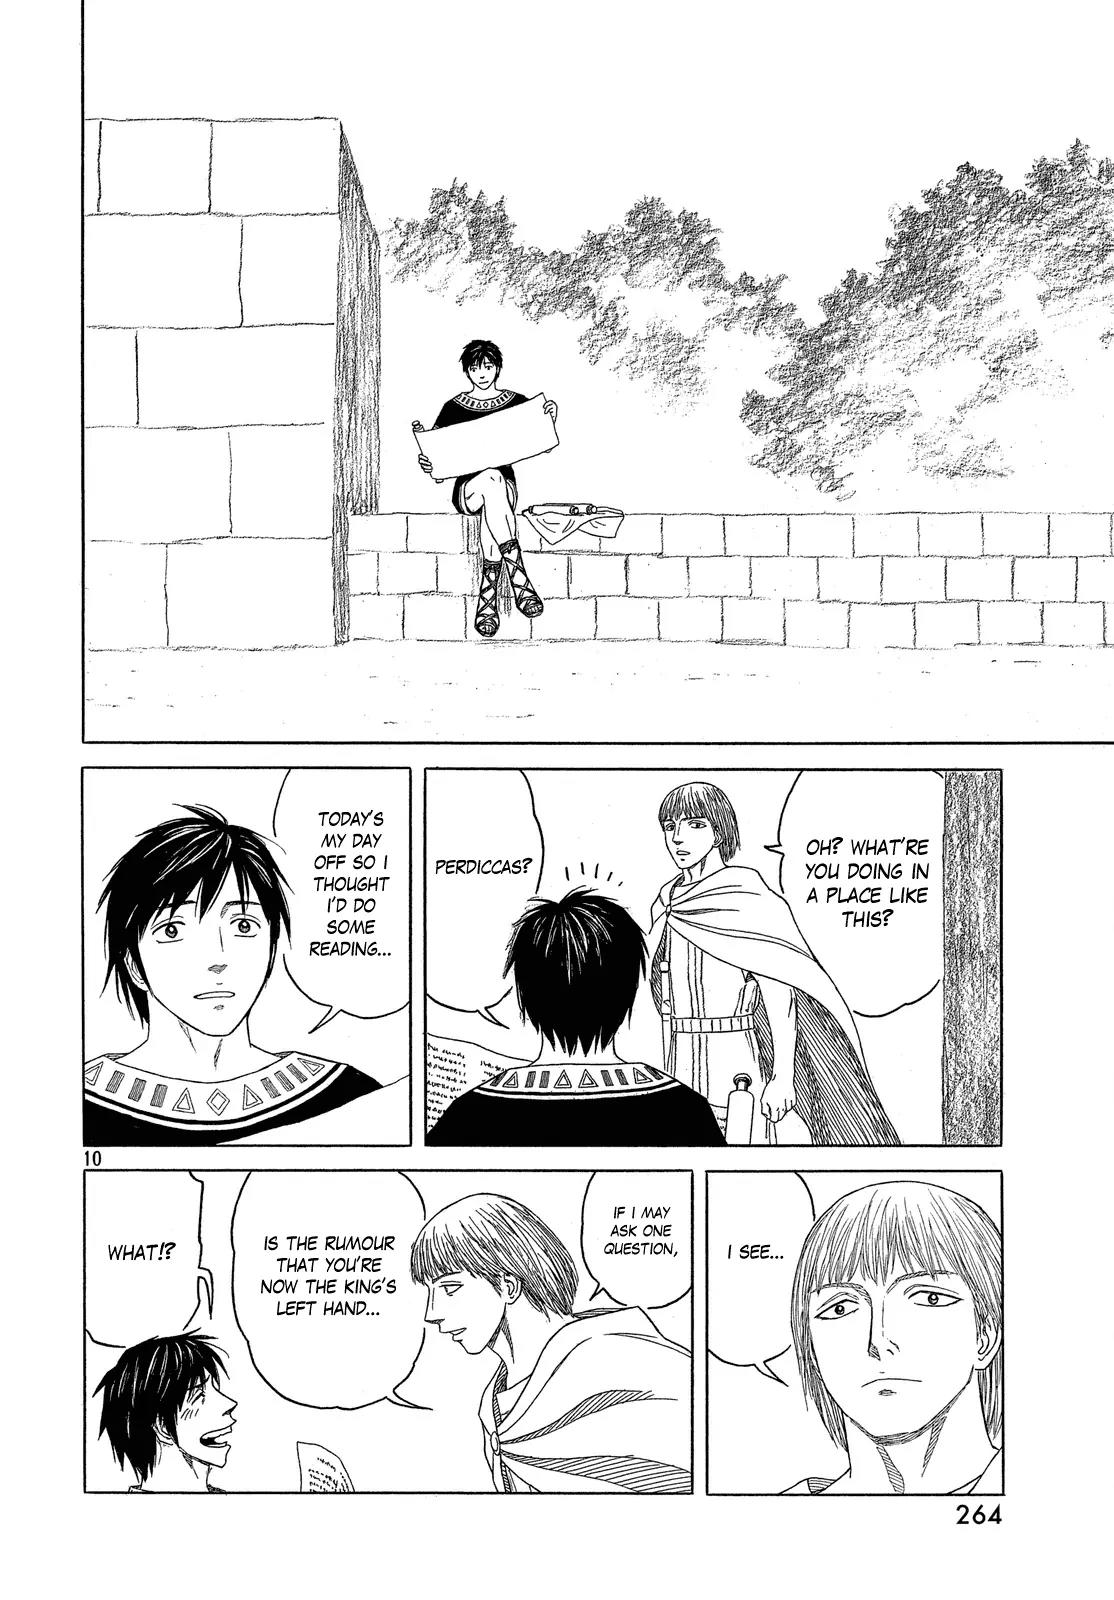 OH? WHAT'RE
YOU DOING IN
A PLACE LIKE
THIS?
PERDICCAS?
TODAY'S
MY DAY
OFF SO I
THOUGHT
I'D DO
SOME
READING...
10
I SEE...
IF I MAY
ASK ONE
QUESTION,
IS THE RUMOUR
THAT YOU'RE
NOW THE KING'S
LEFT HAND...
WHAT!?
264